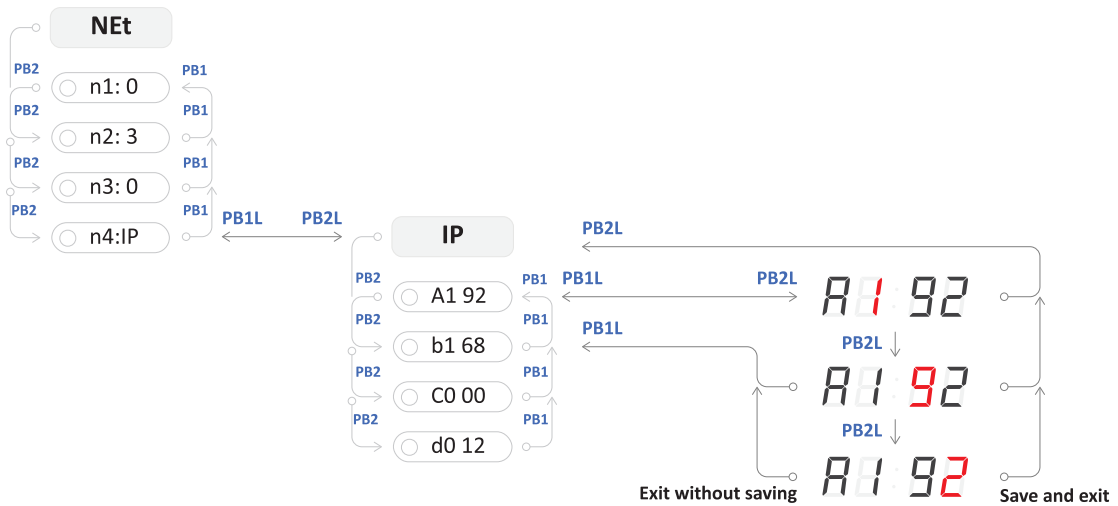 NEt
PB2 PB1
n1: 0
PB2 PB1
n2: 3
PB2 PB1
n3: 0
PB2 PB1
n4:IP
PB1L PB2L
IP
PB2L
PB2 PB1
A1 92
PB1L PB2L
A1:92
PB2 PB1
b1 68
PB1L
PB2L
A1:92
PB2 PB1
C0 00
PB2L
PB2 PB1
d0 12
A1:92
Exit without saving
Save and exit